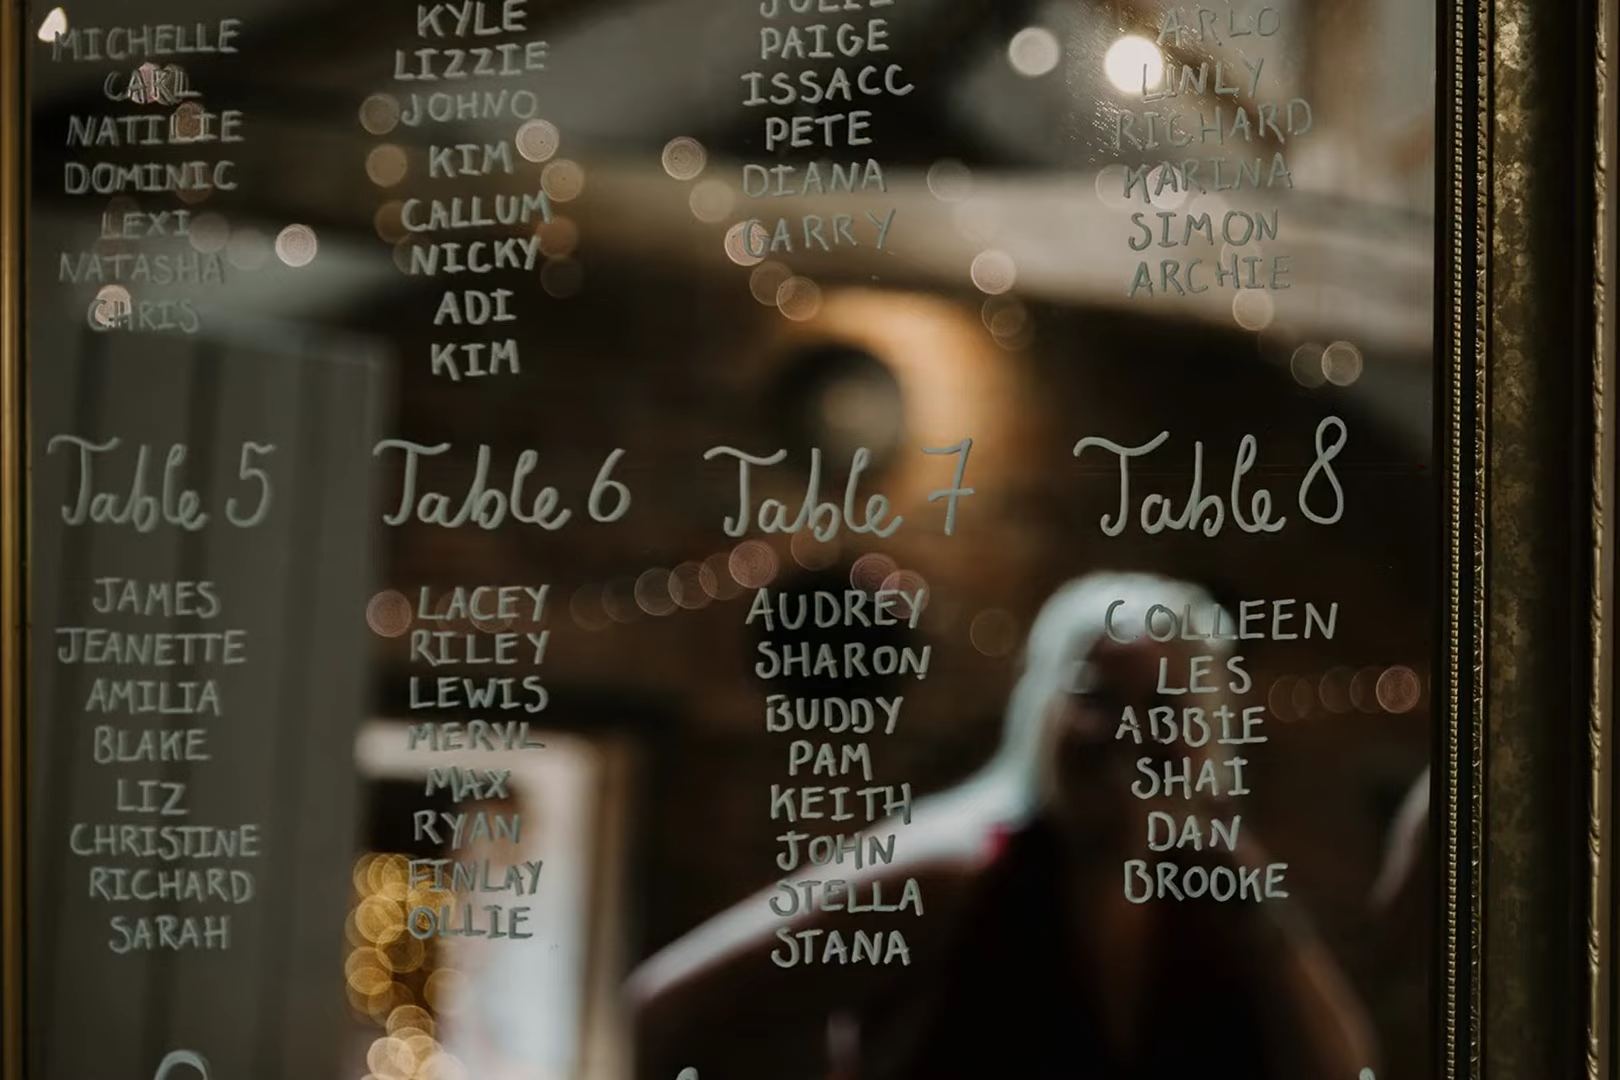 MICHELLE
CARL
NATILIE
DOMINIC
LEXI
NATASHA
CHRIS
KYLE
LIZZIE
JOHNO
KIM
CALLUM
NICKY
ADI
KIM
PAIGE
ISSACC
PETE
DIANA
GARRY
ARLO
LINLY
RICHARD
KARINA
SIMON
ARCHIE
Table 5
JAMES
JEANETTE
AMILIA
BLAKE
LIZ
CHRISTINE
RICHARD
SARAH
Table 6
LACEY
RILEY
LEWIS
MERYL
MAX
RYAN
FINLAY
OLLIE
Table 7
AUDREY
SHARON
BUDDY
PAM
KEITH
JOHN
STELLA
STANA
Table 8
COLLEEN
LES
ABBIE
SHAI
DAN
BROOKE